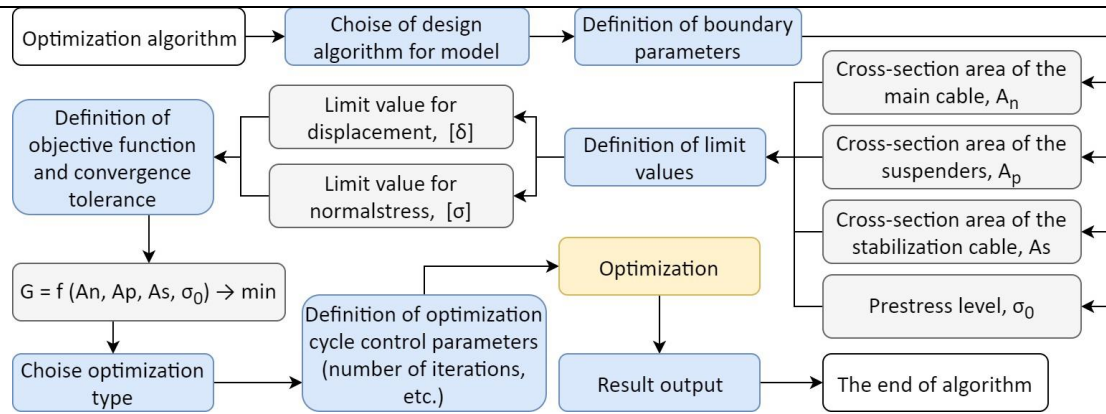 Optimization algorithm
Choise of design
algorithm for model
Definition of boundary
parameters
Cross-section area of the
main cable, Aₙ
Cross-section area of the
suspenders, Aₚ
Cross-section area of the
stabilization cable, As
Prestress level, σ₀
Definition of limit
values
Limit value for
displacement, [δ]
Limit value for
normalstress, [σ]
Definition of
objective function
and convergence
tolerance
G = f (An, Ap, As, σ₀) → min
Choise optimization
type
Definition of optimization
cycle control parameters
(number of iterations,
etc.)
Optimization
Result output
The end of algorithm